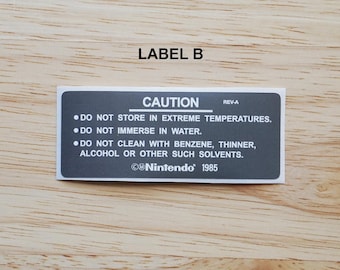 LABEL B
CAUTION REV-A
● DO NOT STORE IN EXTREME TEMPERATURES.
● DO NOT IMMERSE IN WATER.
● DO NOT CLEAN WITH BENZENE, THINNER,
ALCOHOL OR OTHER SUCH SOLVENTS.
©Ⓜ Nintendo 1985